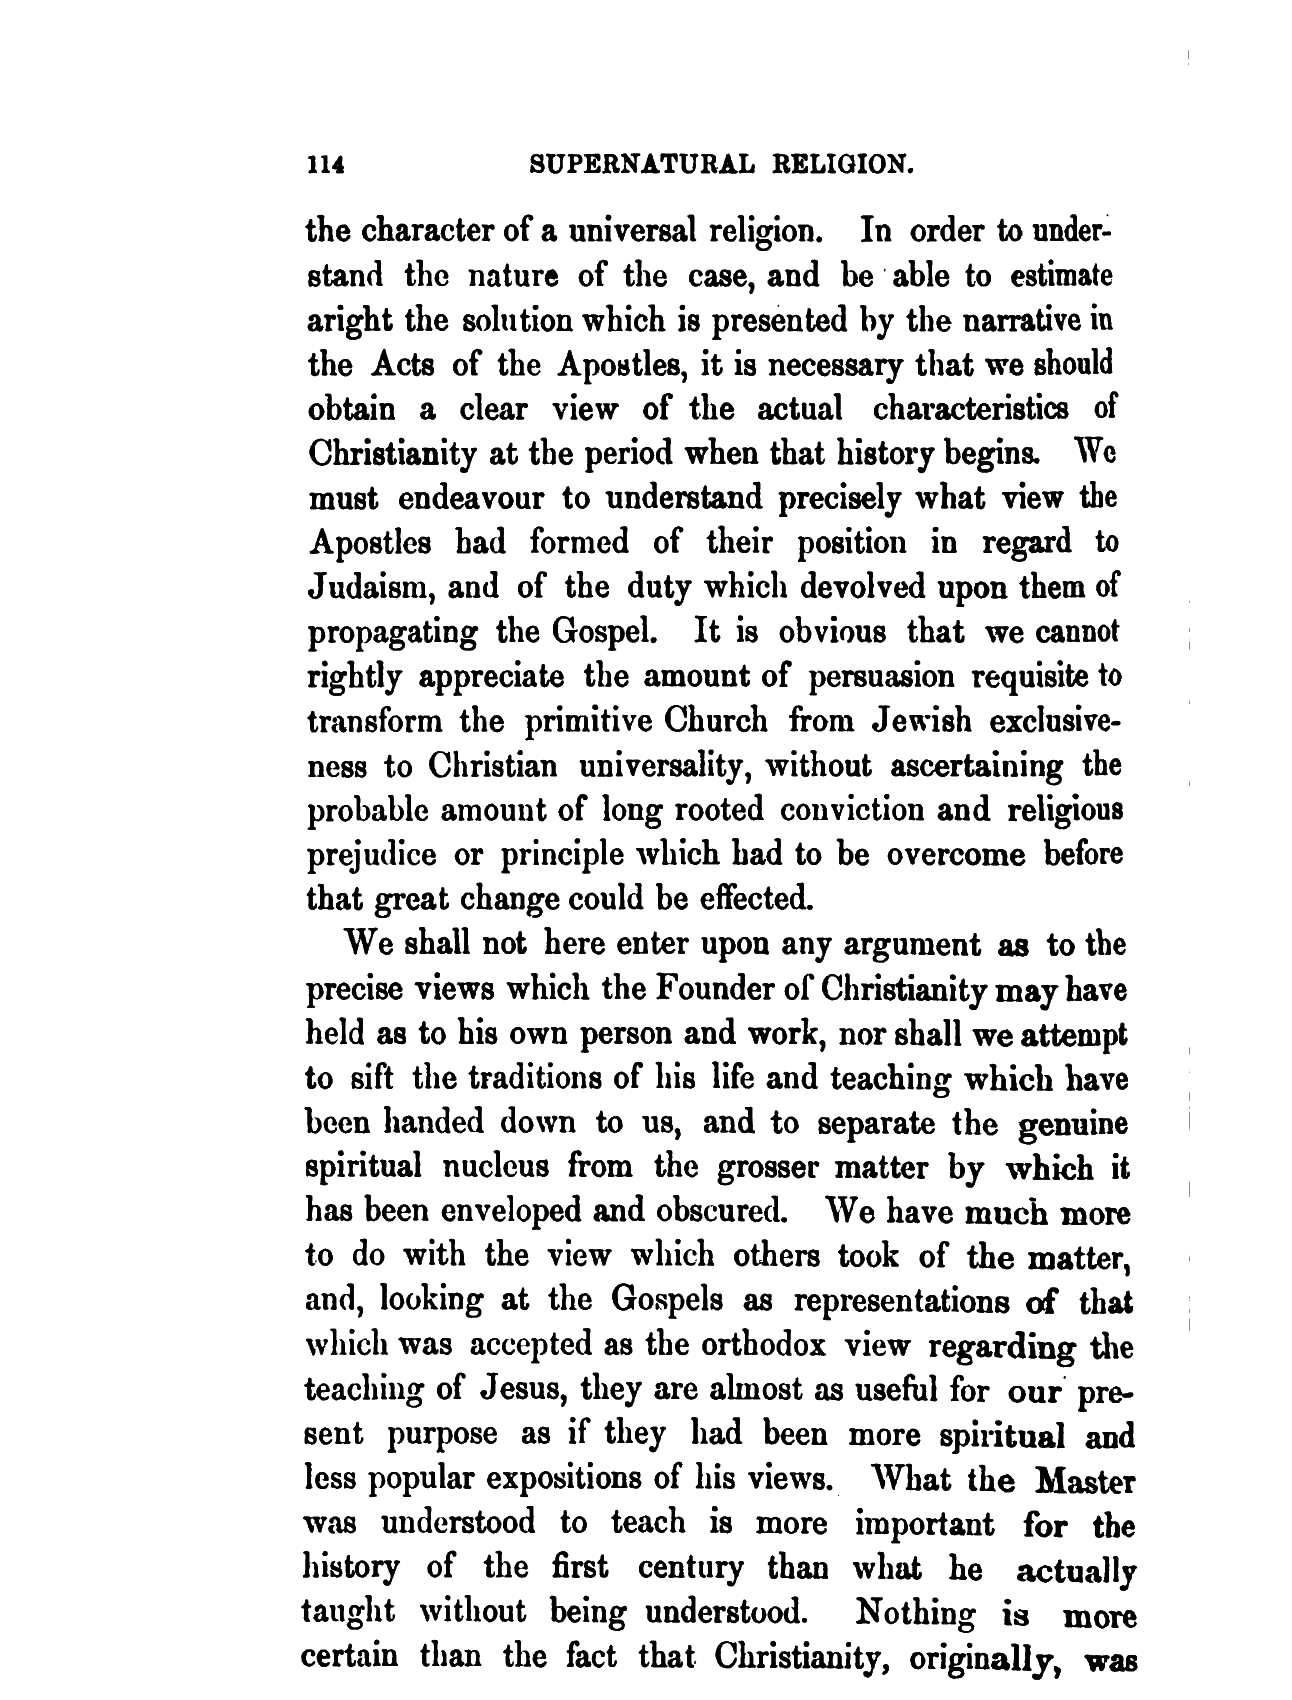 114 SUPERNATURAL RELIGION.
the character of a universal religion. In order to under-
stand the nature of the case, and be able to estimate
aright the solution which is presented by the narrative in
the Acts of the Apostles, it is necessary that we should
obtain a clear view of the actual characteristics of
Christianity at the period when that history begins. We
must endeavour to understand precisely what view the
Apostles had formed of their position in regard to
Judaism, and of the duty which devolved upon them of
propagating the Gospel. It is obvious that we cannot
rightly appreciate the amount of persuasion requisite to
transform the primitive Church from Jewish exclusive-
ness to Christian universality, without ascertaining the
probable amount of long rooted conviction and religious
prejudice or principle which had to be overcome before
that great change could be effected.
We shall not here enter upon any argument as to the
precise views which the Founder of Christianity may have
held as to his own person and work, nor shall we attempt
to sift the traditions of his life and teaching which have
been handed down to us, and to separate the genuine
spiritual nucleus from the grosser matter by which it
has been enveloped and obscured. We have much more
to do with the view which others took of the matter,
and, looking at the Gospels as representations of that
which was accepted as the orthodox view regarding the
teaching of Jesus, they are almost as useful for our pre-
sent purpose as if they had been more spiritual and
less popular expositions of his views. What the Master
was understood to teach is more important for the
history of the first century than what he actually
taught without being understood. Nothing is more
certain than the fact that Christianity, originally, was